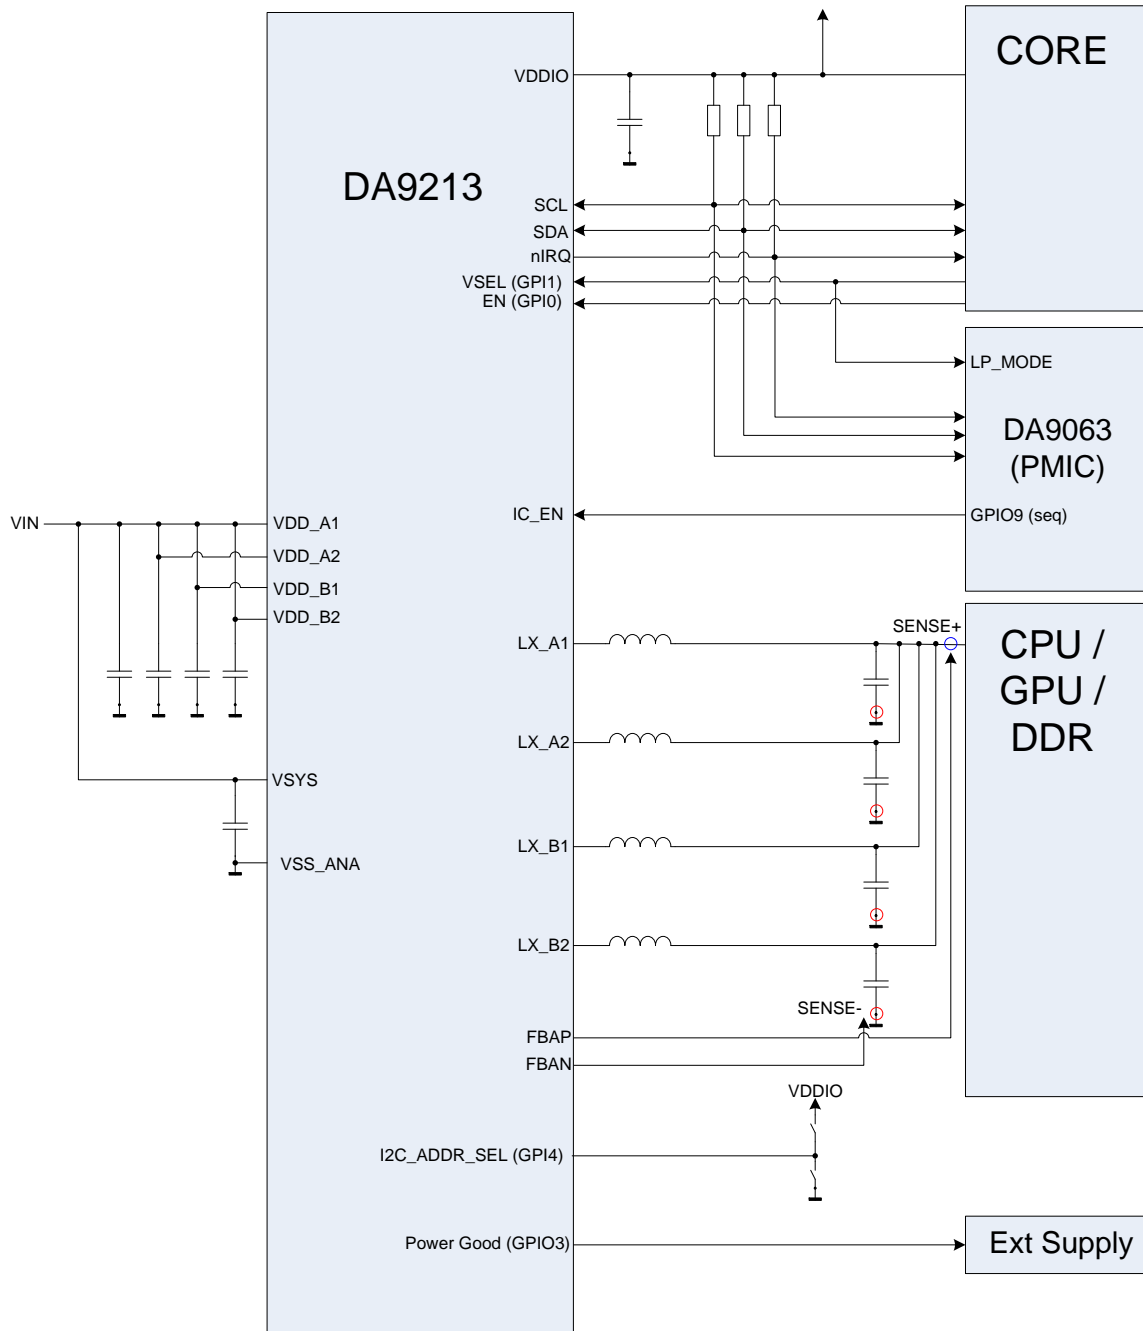 CORE
VDDIO
DA9213
SCL
SDA
nIRQ
VSEL (GPI1)
EN (GPI0)
LP_MODE
DA9063
(PMIC)
VIN
VDD_A1
IC_EN
GPIO9 (seq)
VDD_A2
VDD_B1
VDD_B2
SENSE+
LX_A1
CPU /
GPU /
DDR
LX_A2
VSYS
LX_B1
VSS_ANA
LX_B2
SENSE-
FBAP
FBAN
VDDIO
I2C_ADDR_SEL (GPI4)
Power Good (GPIO3)
Ext Supply